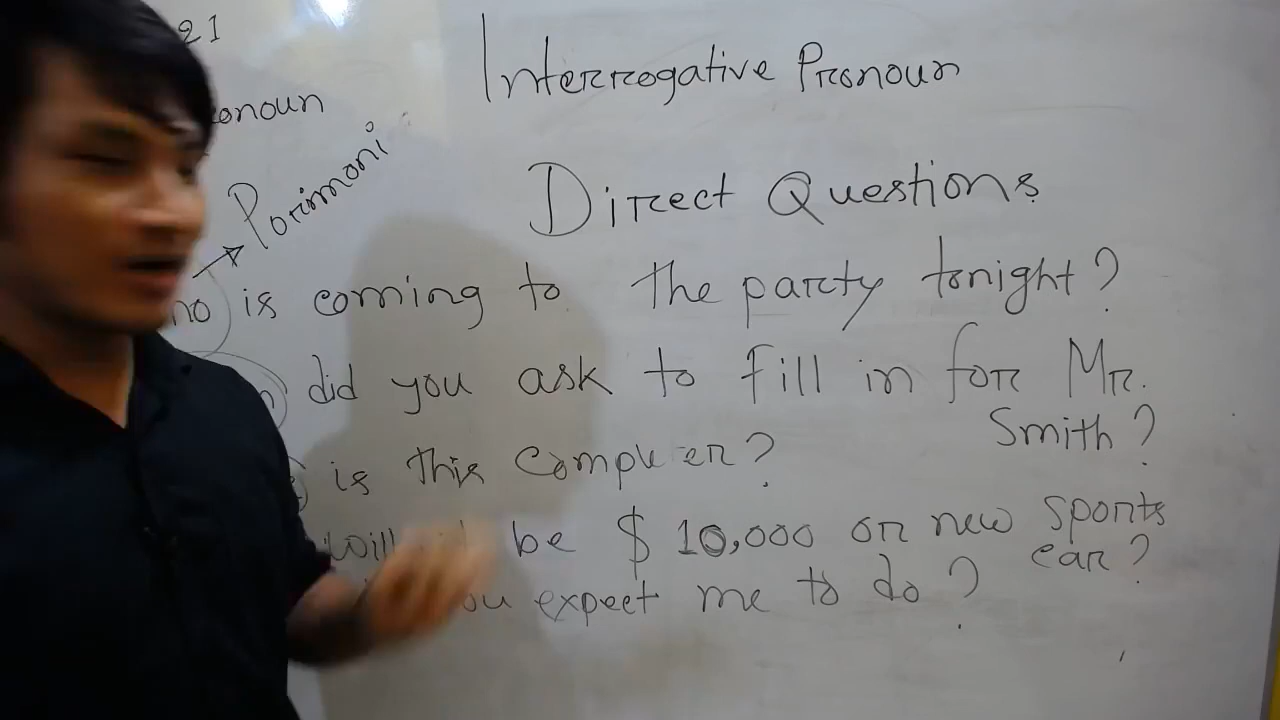 21
Interrogative Pronoun
onoun
Porimoni
Direct Questions
ho is coming to the party tonight?
did you ask to fill in for Mr.
Smith?
is this Computer?
will be $ 10,000 or new sports
car?
ou expect me to do?